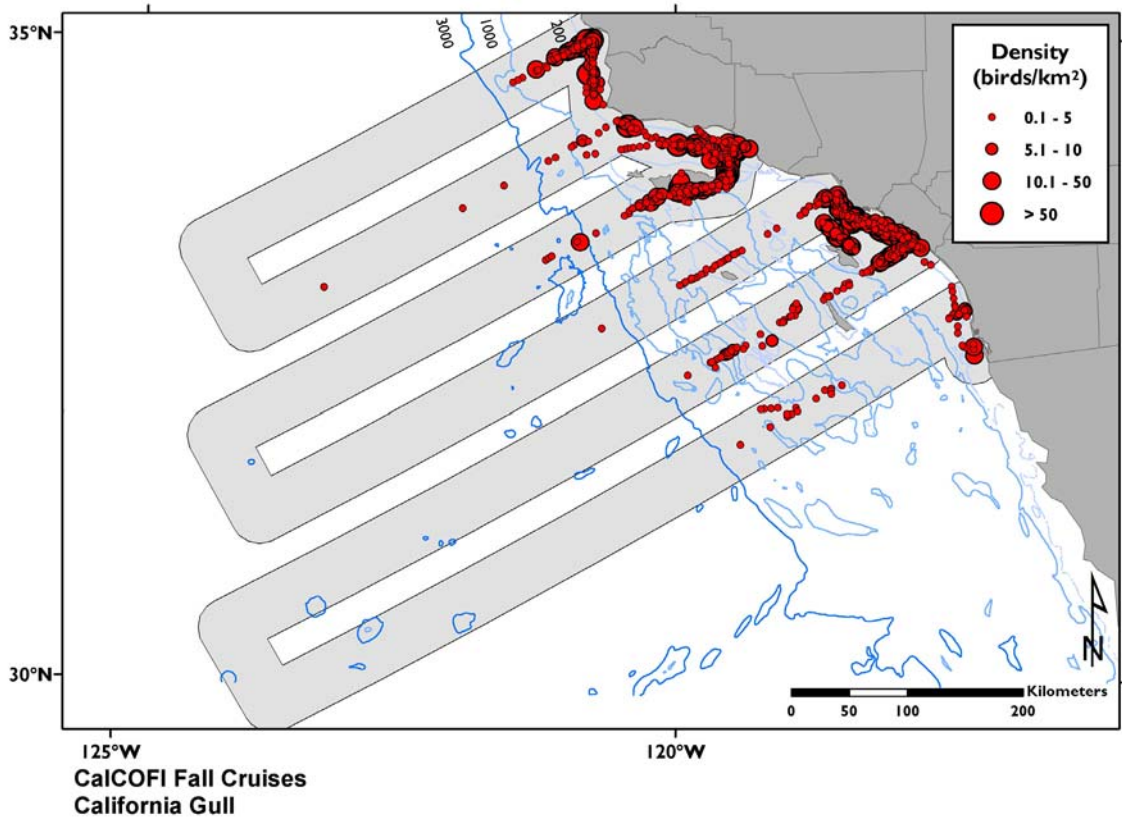 35°N
3000
1000
200
Density
(birds/km²)
0.1 - 5
5.1 - 10
10.1 - 50
> 50
30°N
N
Kilometers
0 50 100 200
125°W 120°W
CalCOFI Fall Cruises
California Gull